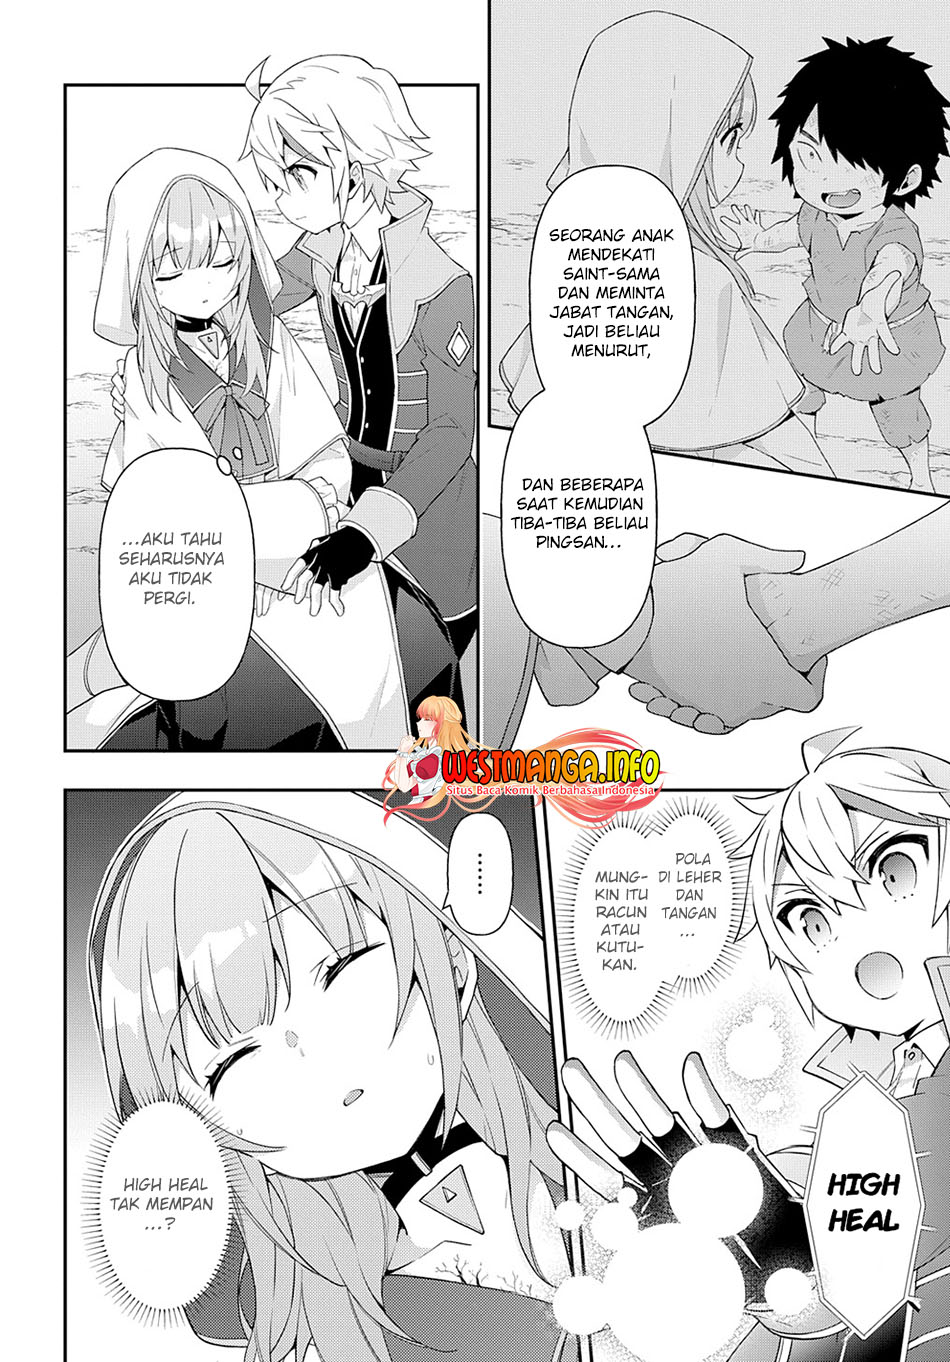 SEORANG ANAK
MENDEKATI
SAINT-SAMA
DAN MEMINTA
JABAT TANGAN,
JADI BELIAU
MENURUT,
DAN BEBERAPA
SAAT KEMUDIAN
TIBA-TIBA BELIAU
PINGSAN...
...AKU TAHU
SEHARUSNYA
AKU TIDAK
PERGI.
WESTMANGA.INFO
Situs Baca Komik Berbahasa Indonesia
POLA
DI LEHER
DAN
TANGAN
...
MUNG-
KIN ITU
RACUN
ATAU
KUTU-
KAN.
HIGH
HEAL
......
HIGH HEAL
TAK MEMPAN
...?